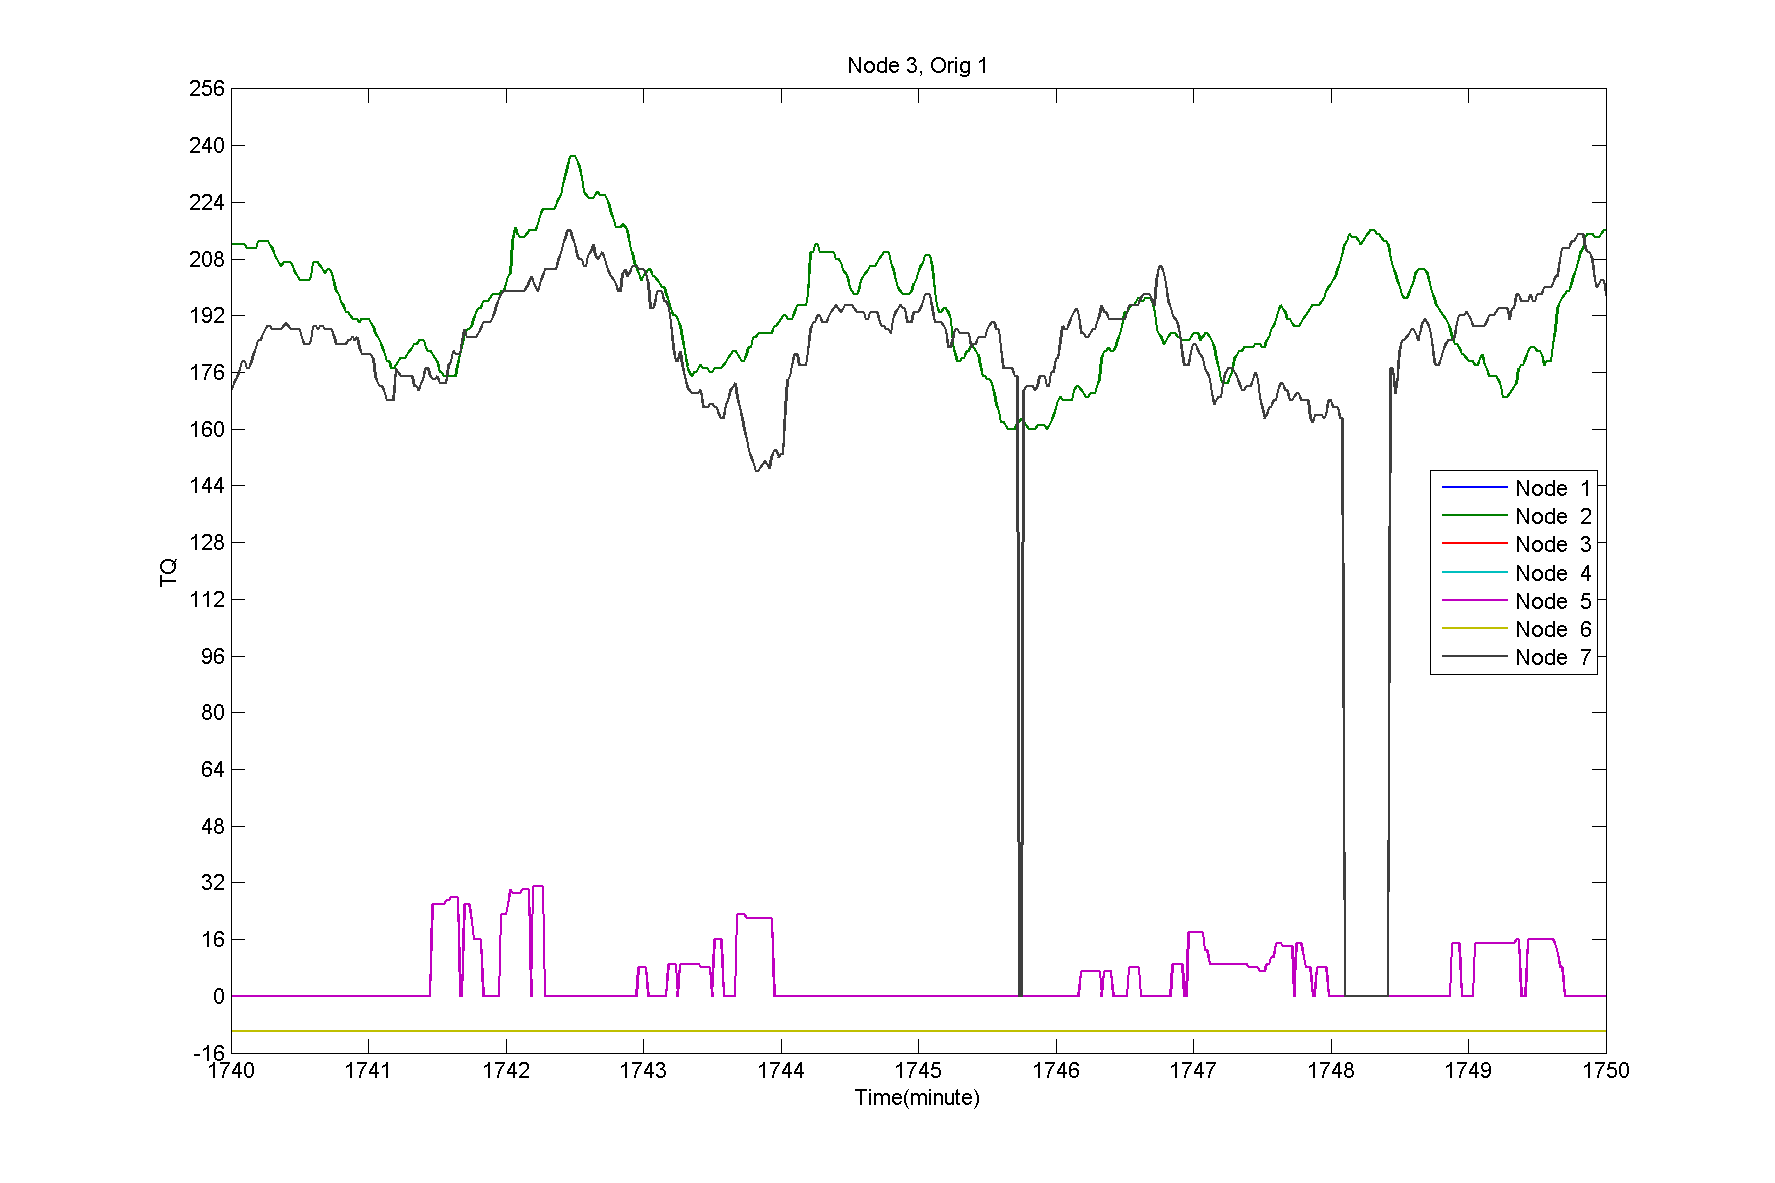 Node 3, Orig 1
256
240
224
208
192
176
160
144
128
112
96
80
64
48
32
16
0
-16
TQ
Node 1
Node 2
Node 3
Node 4
Node 5
Node 6
Node 7
1740 1741 1742 1743 1744 1745 1746 1747 1748 1749 1750
Time(minute)